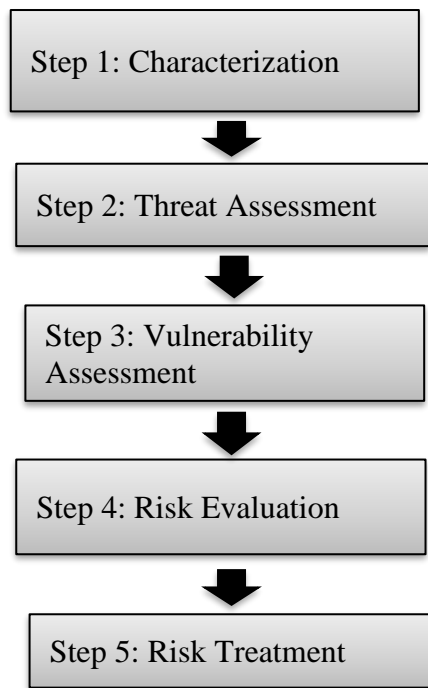 Step 1: Characterization
Step 2: Threat Assessment
Step 3: Vulnerability
Assessment
Step 4: Risk Evaluation
Step 5: Risk Treatment